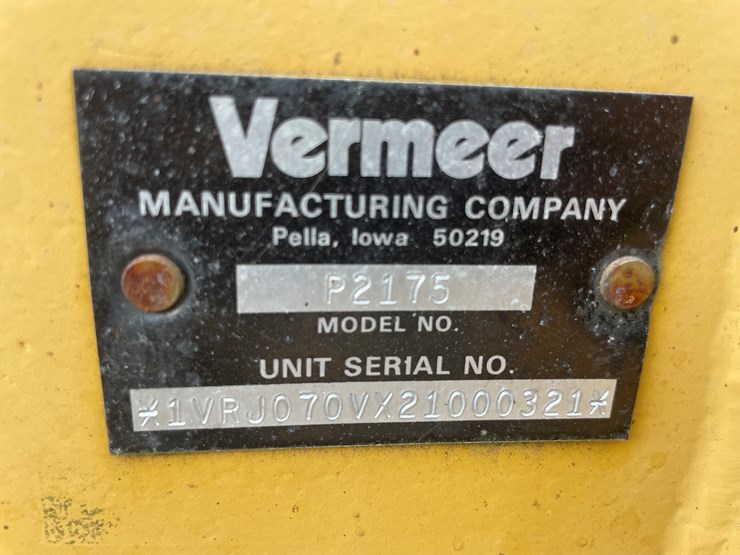 Vermeer
MANUFACTURING COMPANY
Pella, Iowa 50219
P2175
MODEL NO.
UNIT SERIAL NO.
*1VRJ070VX21000321*